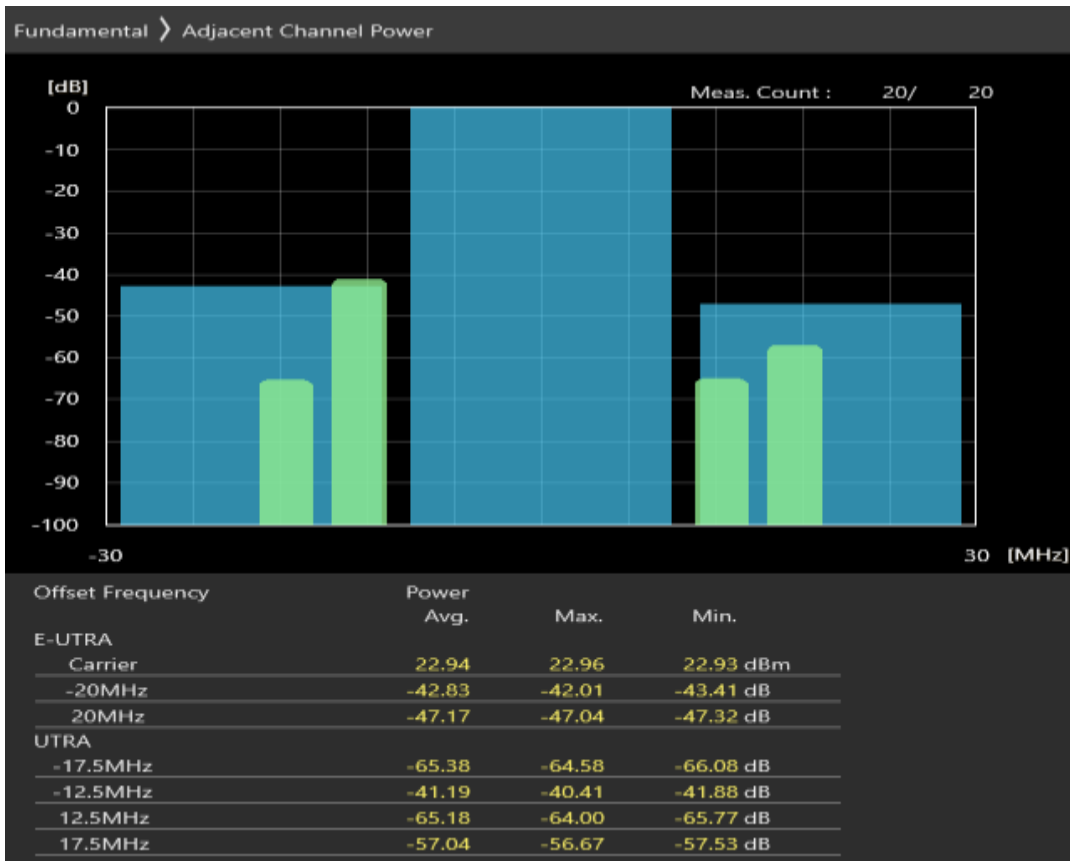 Fundamental 〉 Adjacent Channel Power
[dB]
Meas. Count : 20/ 20
0
-10
-20
-30
-40
-50
-60
-70
-80
-90
-100
-30 30 [MHz]
Offset Frequency Power
Avg. Max. Min.
E-UTRA
Carrier 22.94 22.96 22.93 dBm
-20MHz -42.83 -42.01 -43.41 dB
20MHz -47.17 -47.04 -47.32 dB
UTRA
-17.5MHz -65.38 -64.58 -66.08 dB
-12.5MHz -41.19 -40.41 -41.88 dB
12.5MHz -65.18 -64.00 -65.77 dB
17.5MHz -57.04 -56.67 -57.53 dB